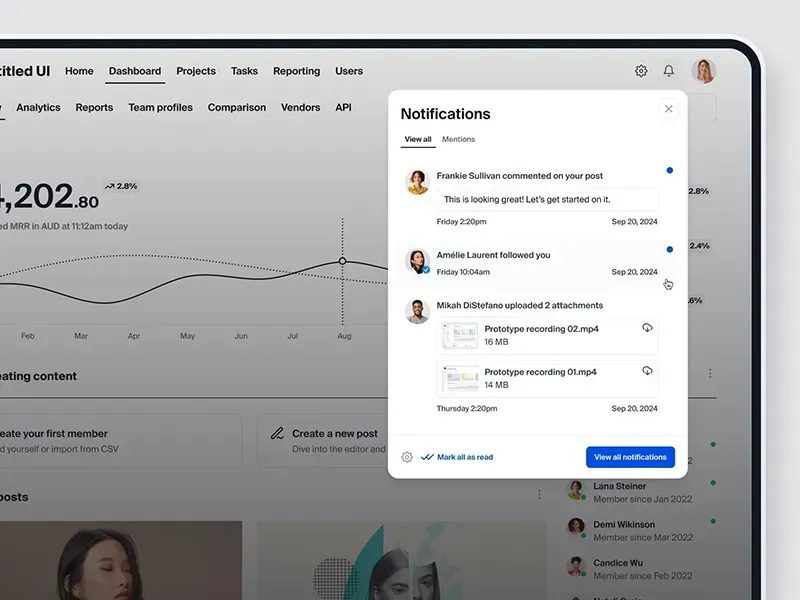 titled UI Home Dashboard Projects Tasks Reporting Users
Analytics Reports Team profiles Comparison Vendors API
Notifications
View all Mentions
Frankie Sullivan commented on your post
This is looking great! Let's get started on it.
Friday 2:20pm Sep 20, 2024
Amélie Laurent followed you
Friday 10:04am Sep 20, 2024
Mikah DiStefano uploaded 2 attachments
Prototype recording 02.mp4
16 MB
Prototype recording 01.mp4
14 MB
Thursday 2:20pm Sep 20, 2024
Mark all as read View all notifications
4,202.80 2.8%
ed MRR in AUD at 11:12am today
2.8%
2.4%
.6%
Feb Mar Apr May Jun Jul Aug
eating content
eate your first member
d yourself or import from CSV
Create a new post
Dive into the editor and
posts
2
Lana Steiner
Member since Jan 2022
Demi Wikinson
Member since Mar 2022
Candice Wu
Member since Feb 2022